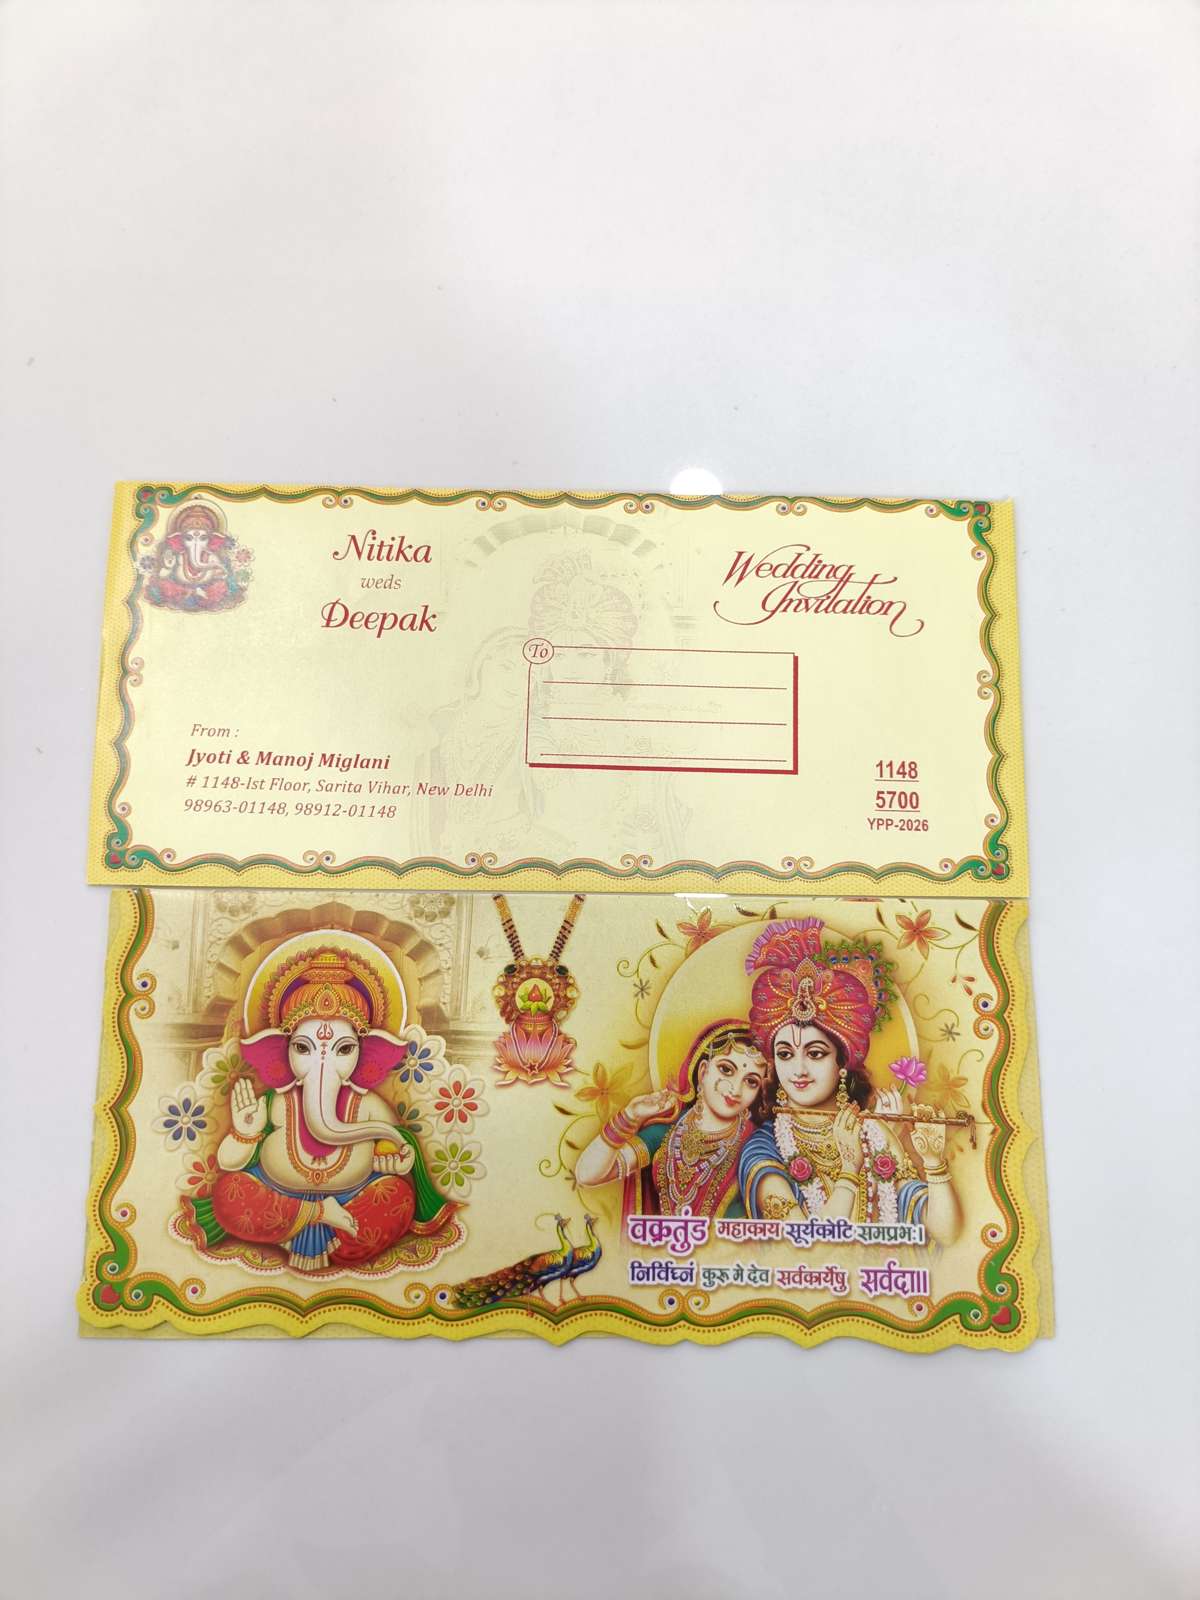 Nitika
weds
Deepak
Wedding
Invitation
To
From :
Jyoti & Manoj Miglani
# 1148-Ist Floor, Sarita Vihar, New Delhi
98963-01148, 98912-01148
1148
5700
YPP-2026
वक्रतुंड महाकाय सूर्यकोटि समप्रभः।
निर्विघ्नं कुरू मे देव सर्वकार्येषु सर्वदा॥